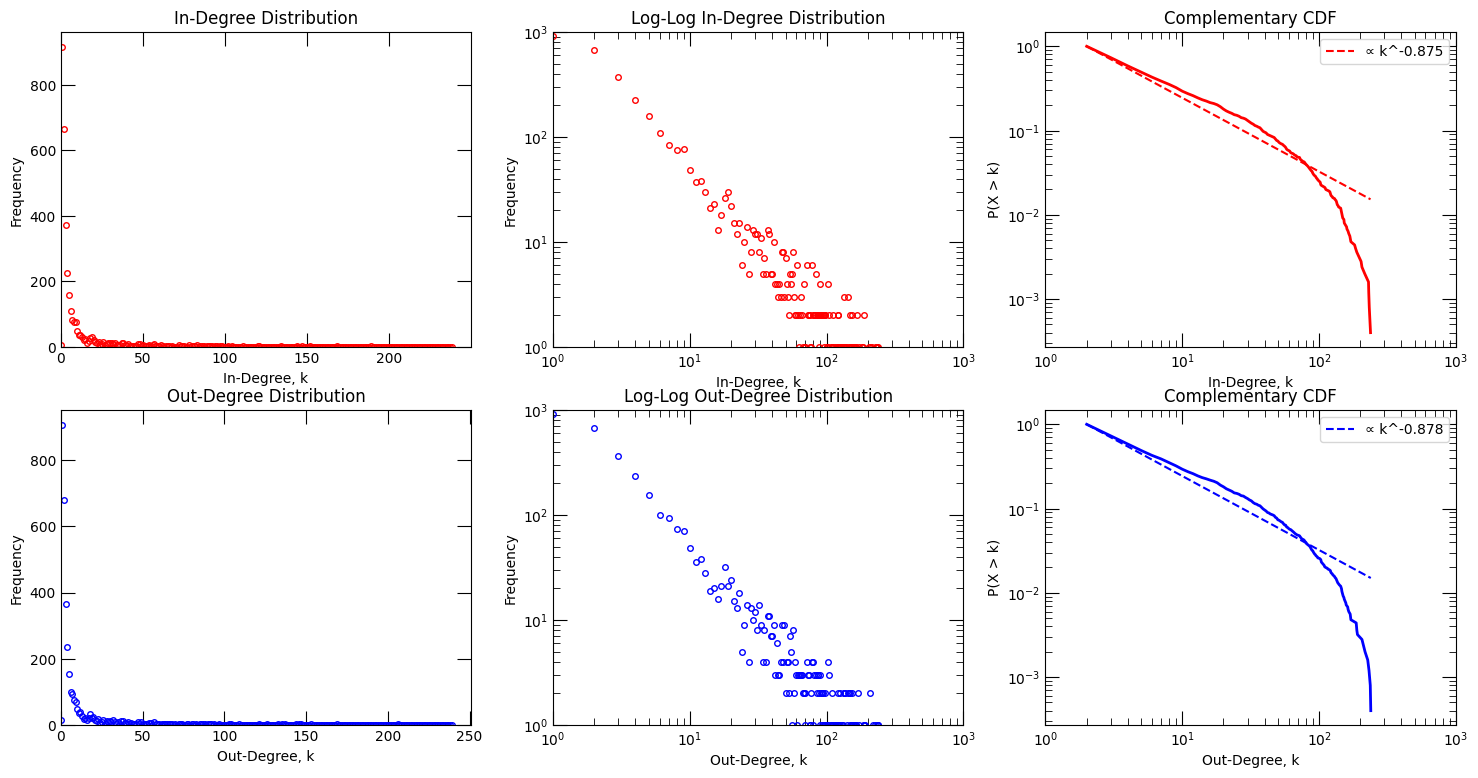 In-Degree Distribution
Frequency
800
600
400
200
0
0 50 100 150 200
In-Degree, k
Log-Log In-Degree Distribution
Frequency
10³
10²
10¹
10⁰
10⁰ 10¹ 10² 10³
In-Degree, k
Complementary CDF
P(X > k)
10⁰
10⁻¹
10⁻²
10⁻³
∝ k^-0.875
10⁰ 10¹ 10² 10³
In-Degree, k
Out-Degree Distribution
Frequency
800
600
400
200
0
0 50 100 150 200 250
Out-Degree, k
Log-Log Out-Degree Distribution
Frequency
10³
10²
10¹
10⁰
10⁰ 10¹ 10² 10³
Out-Degree, k
Complementary CDF
P(X > k)
10⁰
10⁻¹
10⁻²
10⁻³
∝ k^-0.878
10⁰ 10¹ 10² 10³
Out-Degree, k